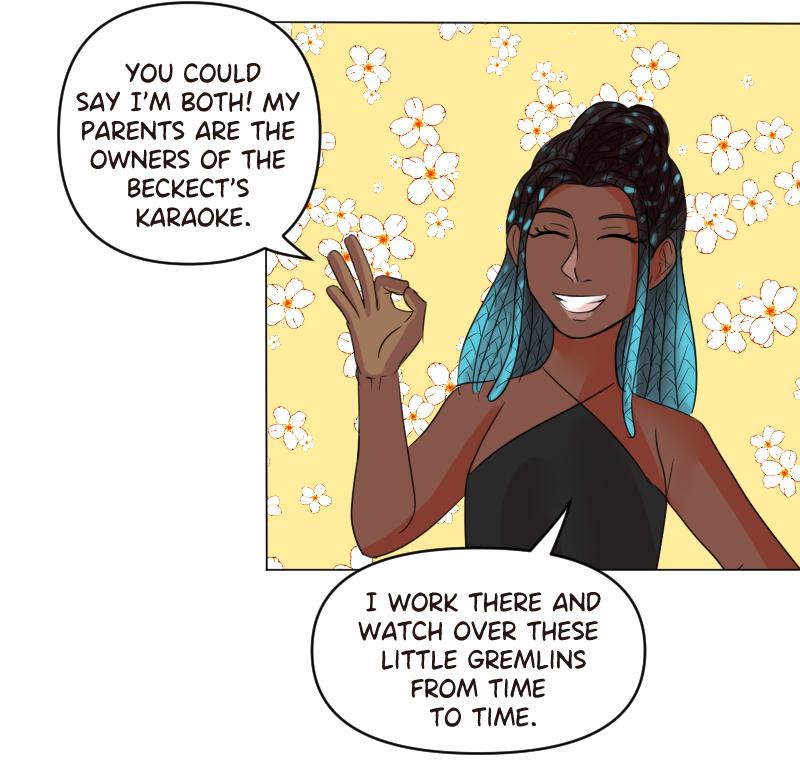 YOU COULD
SAY I'M BOTH! MY
PARENTS ARE THE
OWNERS OF THE
BECKECT'S
KARAOKE.
I WORK THERE AND
WATCH OVER THESE
LITTLE GREMLINS
FROM TIME
TO TIME.